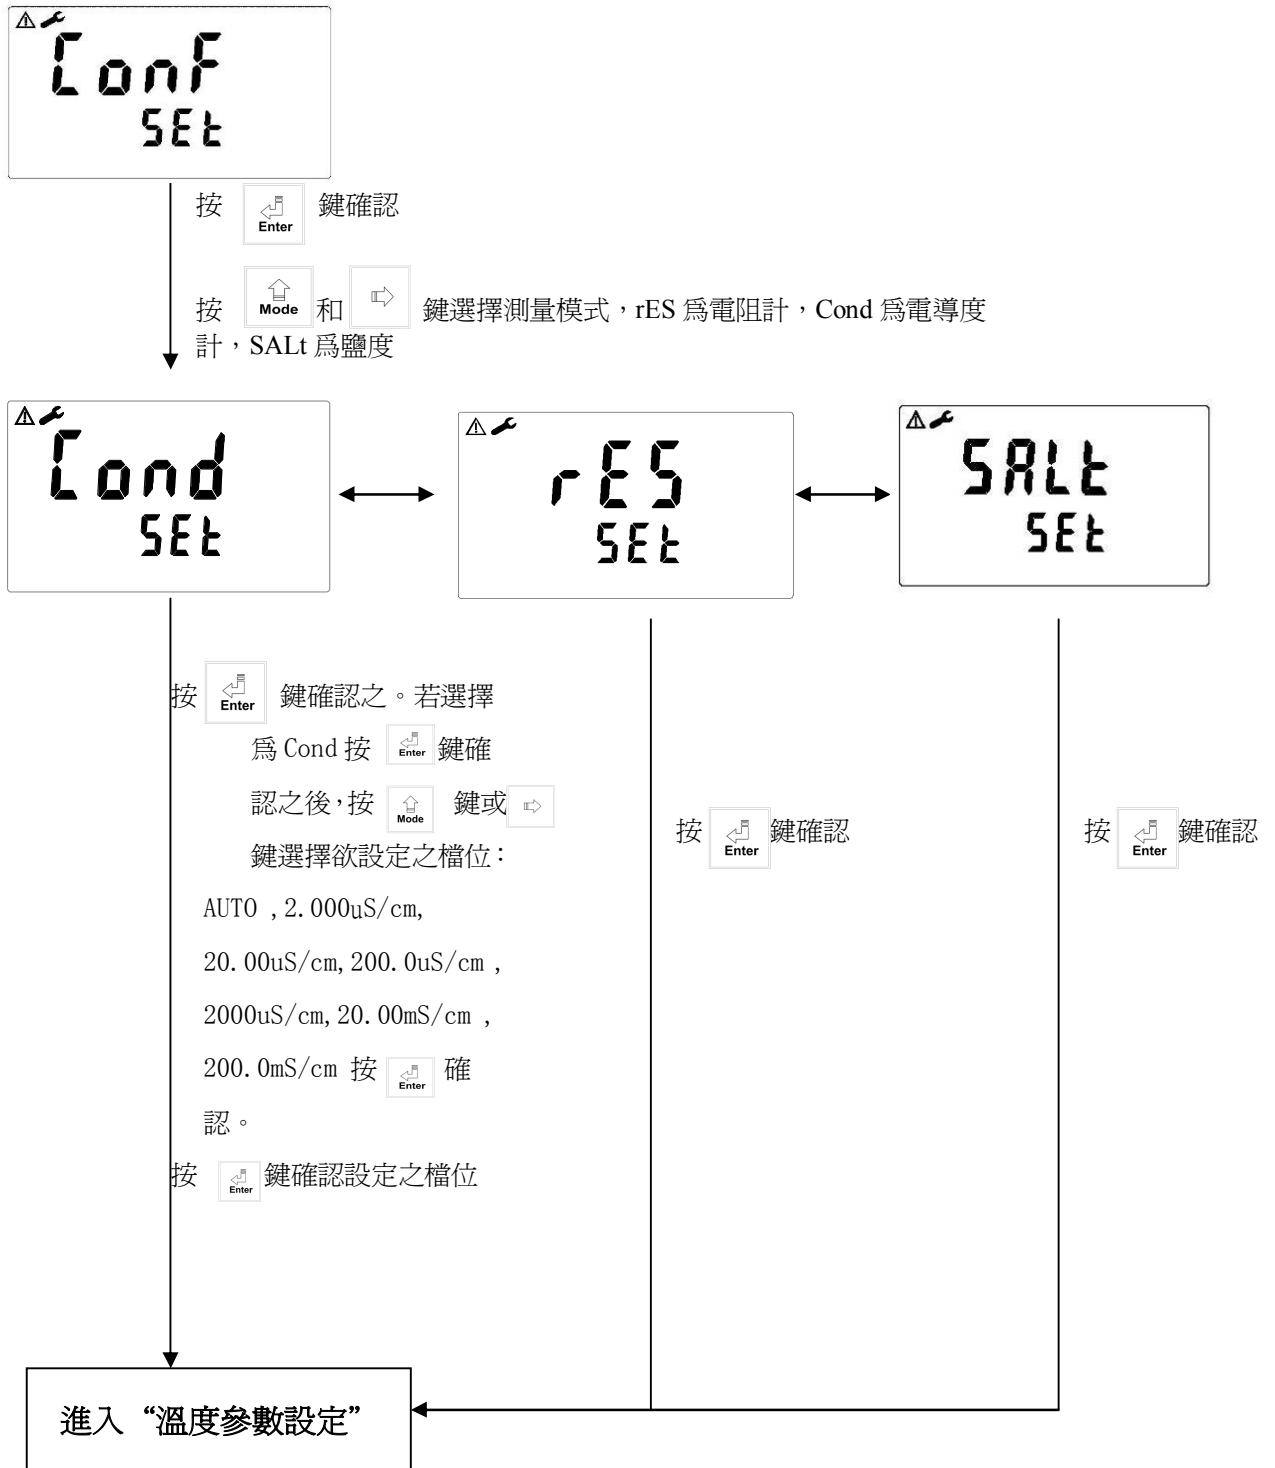 ConF
SEt
按 Enter 鍵確認
按 Mode 和 鍵選擇測量模式，rES 爲電阻計，Cond 爲電導度
計，SALt 爲鹽度
Cond
SEt
rES
SEt
SALt
SEt
按 Enter 鍵確認之。若選擇
爲 Cond 按 Enter 鍵確
認之後，按 Mode 鍵或
鍵選擇欲設定之檔位：
AUTO ,2.000uS/cm,
20.00uS/cm,200.0uS/cm ,
2000uS/cm,20.00mS/cm ,
200.0mS/cm 按 Enter 確
認。
按 Enter 鍵確認設定之檔位
按 Enter 鍵確認
按 Enter 鍵確認
進入“溫度參數設定”